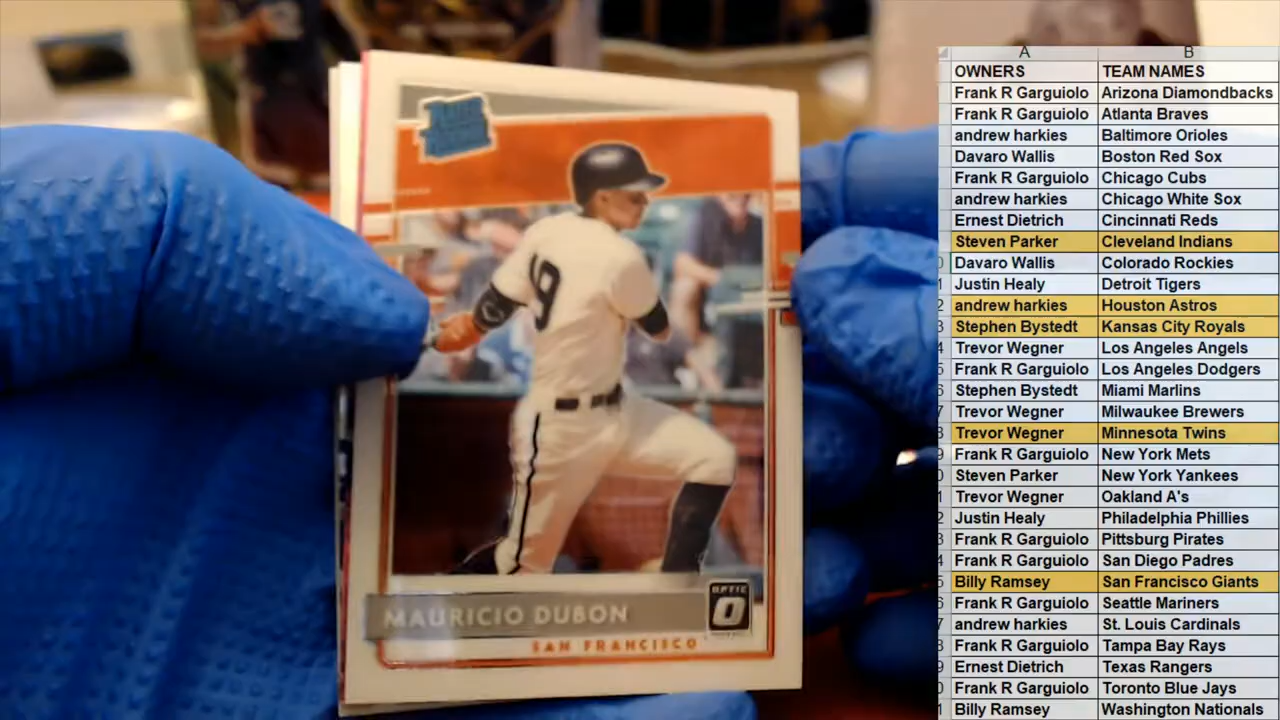 9
MAURICIO DUBON
OPTIC
SAN FRANCISCO
A B
OWNERS TEAM NAMES
Frank R Garguiolo Arizona Diamondbacks
Frank R Garguiolo Atlanta Braves
andrew harkies Baltimore Orioles
Davaro Wallis Boston Red Sox
Frank R Garguiolo Chicago Cubs
andrew harkies Chicago White Sox
Ernest Dietrich Cincinnati Reds
Steven Parker Cleveland Indians
Davaro Wallis Colorado Rockies
Justin Healy Detroit Tigers
andrew harkies Houston Astros
Stephen Bystedt Kansas City Royals
Trevor Wegner Los Angeles Angels
Frank R Garguiolo Los Angeles Dodgers
Stephen Bystedt Miami Marlins
Trevor Wegner Milwaukee Brewers
Trevor Wegner Minnesota Twins
Frank R Garguiolo New York Mets
Steven Parker New York Yankees
Trevor Wegner Oakland A's
Justin Healy Philadelphia Phillies
Frank R Garguiolo Pittsburg Pirates
Frank R Garguiolo San Diego Padres
Billy Ramsey San Francisco Giants
Frank R Garguiolo Seattle Mariners
andrew harkies St. Louis Cardinals
Frank R Garguiolo Tampa Bay Rays
Ernest Dietrich Texas Rangers
Frank R Garguiolo Toronto Blue Jays
Billy Ramsey Washington Nationals